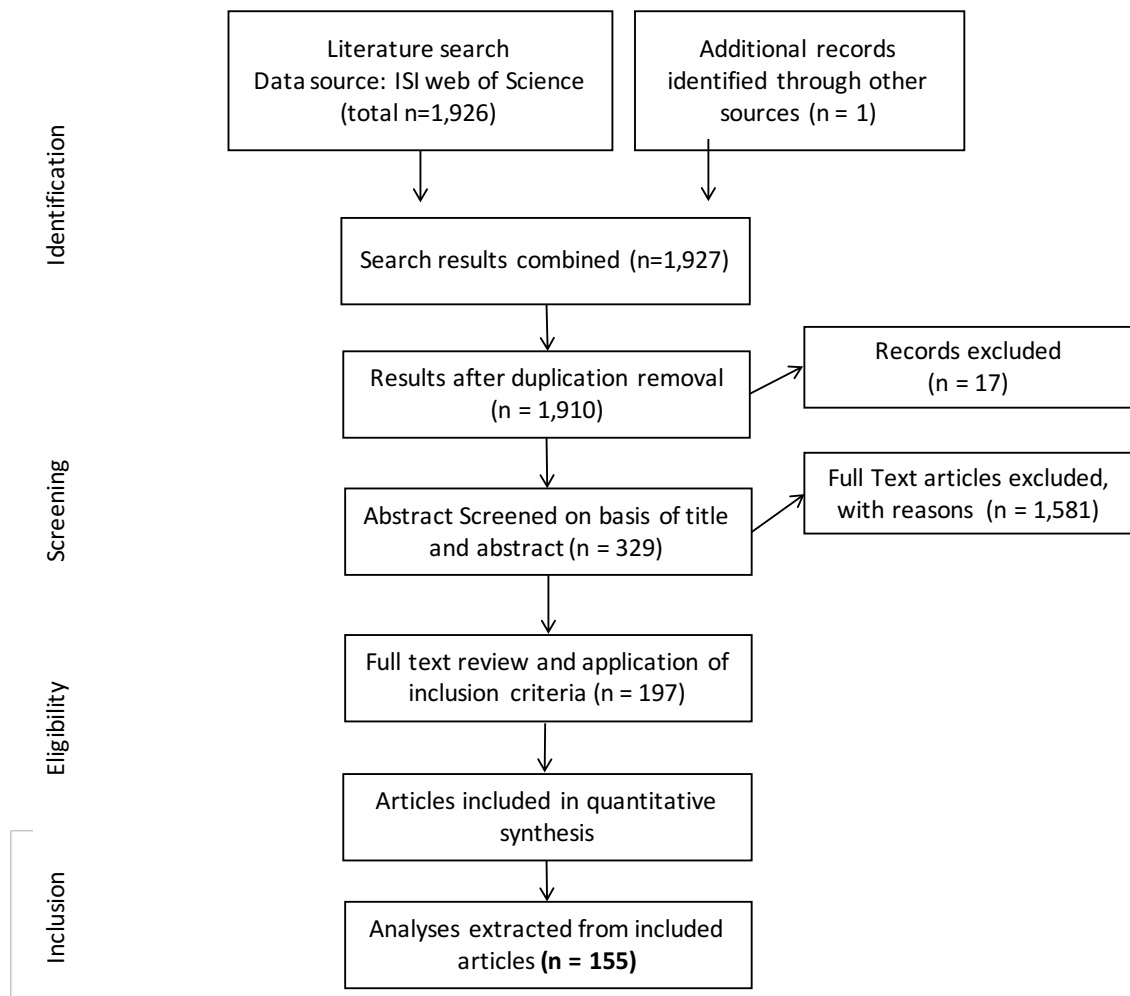 Literature search
Data source: ISI web of Science
(total n=1,926)
Additional records
identified through other
sources (n = 1)
Identification
Search results combined (n=1,927)
Results after duplication removal
(n = 1,910)
Records excluded
(n = 17)
Screening
Abstract Screened on basis of title
and abstract (n = 329)
Full Text articles excluded,
with reasons (n = 1,581)
Full text review and application of
inclusion criteria (n = 197)
Eligibility
Articles included in quantitative
synthesis
Inclusion
Analyses extracted from included
articles (n = 155)